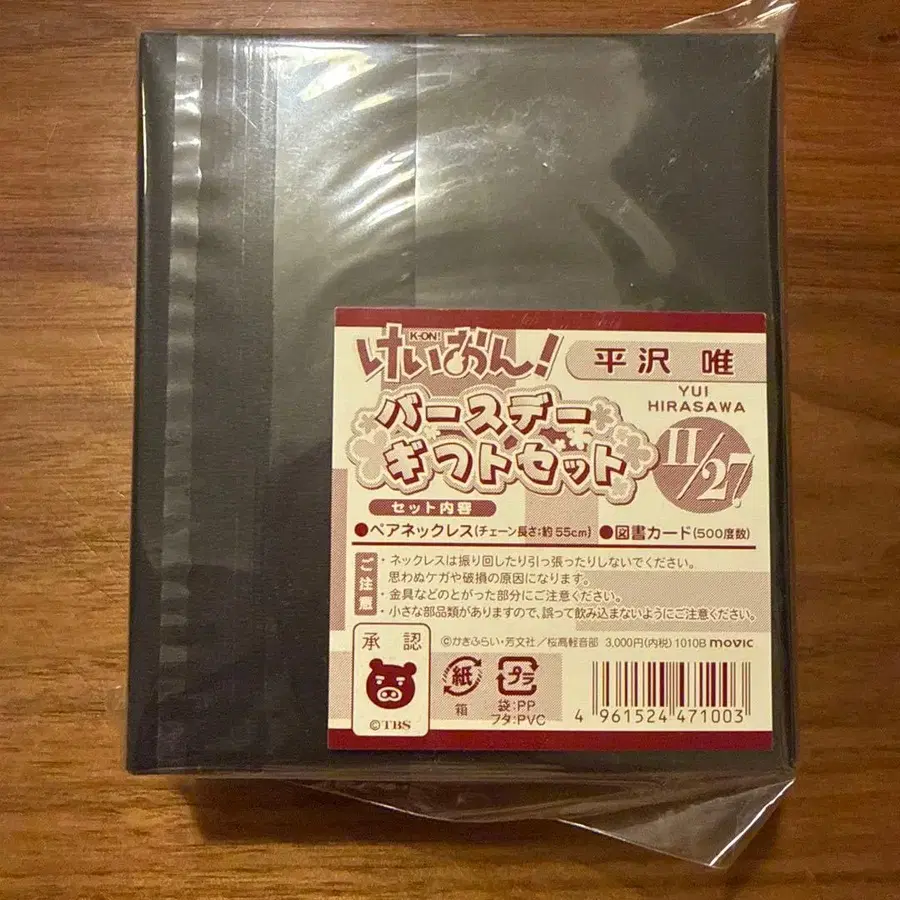 K-ON!
けいおん!
平沢 唯
YUI
HIRASAWA
バースデー
ギフトセット
11/27
セット内容
●ペアネックレス(チェーン長さ:約55cm) ●図書カード(500度数)
ご注意
・ネックレスは振り回したり引っ張ったりしないでください。
思わぬケガや破損の原因になります。
・金具などのとがった部分にご注意ください。
・小さな部品類がありますので、誤って飲み込まないようにご注意ください。
©かきふらい・芳文社/桜高軽音部 3,000円(内税) 1010B movic
承認
©TBS
紙
箱
プラ
袋:PP
フタ:PVC
4 961524 471003